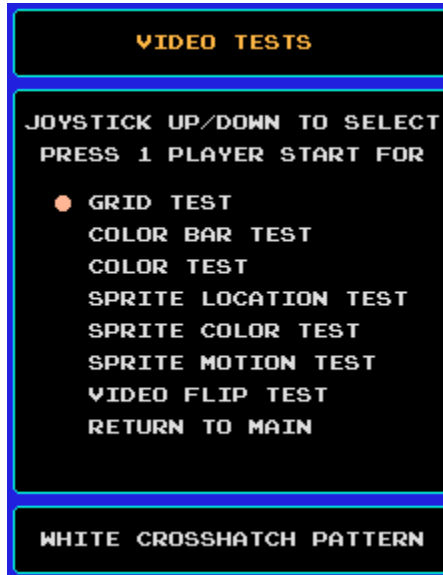 VIDEO TESTS
JOYSTICK UP/DOWN TO SELECT
PRESS 1 PLAYER START FOR
GRID TEST
COLOR BAR TEST
COLOR TEST
SPRITE LOCATION TEST
SPRITE COLOR TEST
SPRITE MOTION TEST
VIDEO FLIP TEST
RETURN TO MAIN
WHITE CROSSHATCH PATTERN